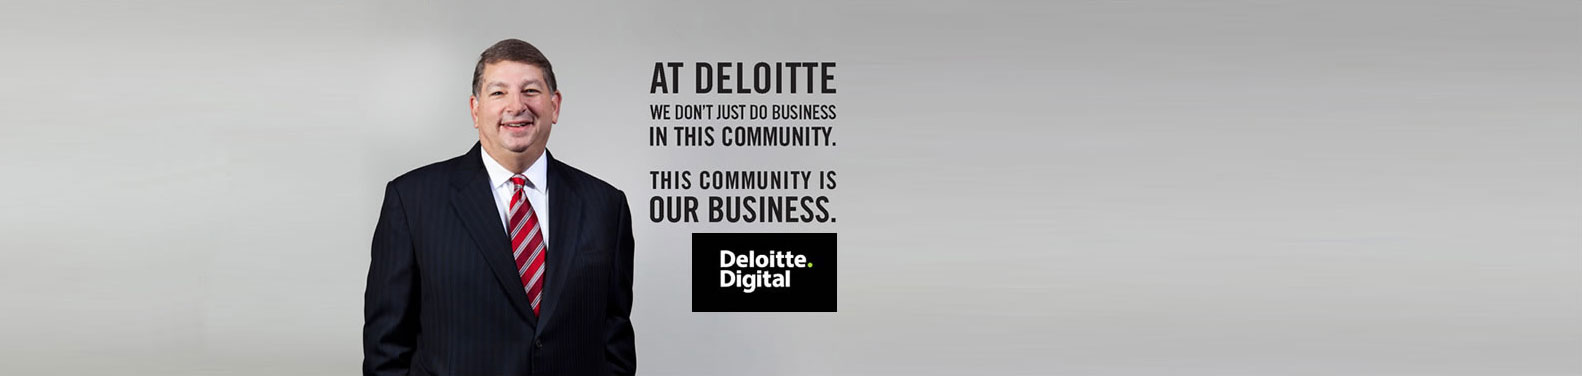 AT DELOITTE
WE DON'T JUST DO BUSINESS
IN THIS COMMUNITY.
THIS COMMUNITY IS
OUR BUSINESS.
Deloitte.
Digital